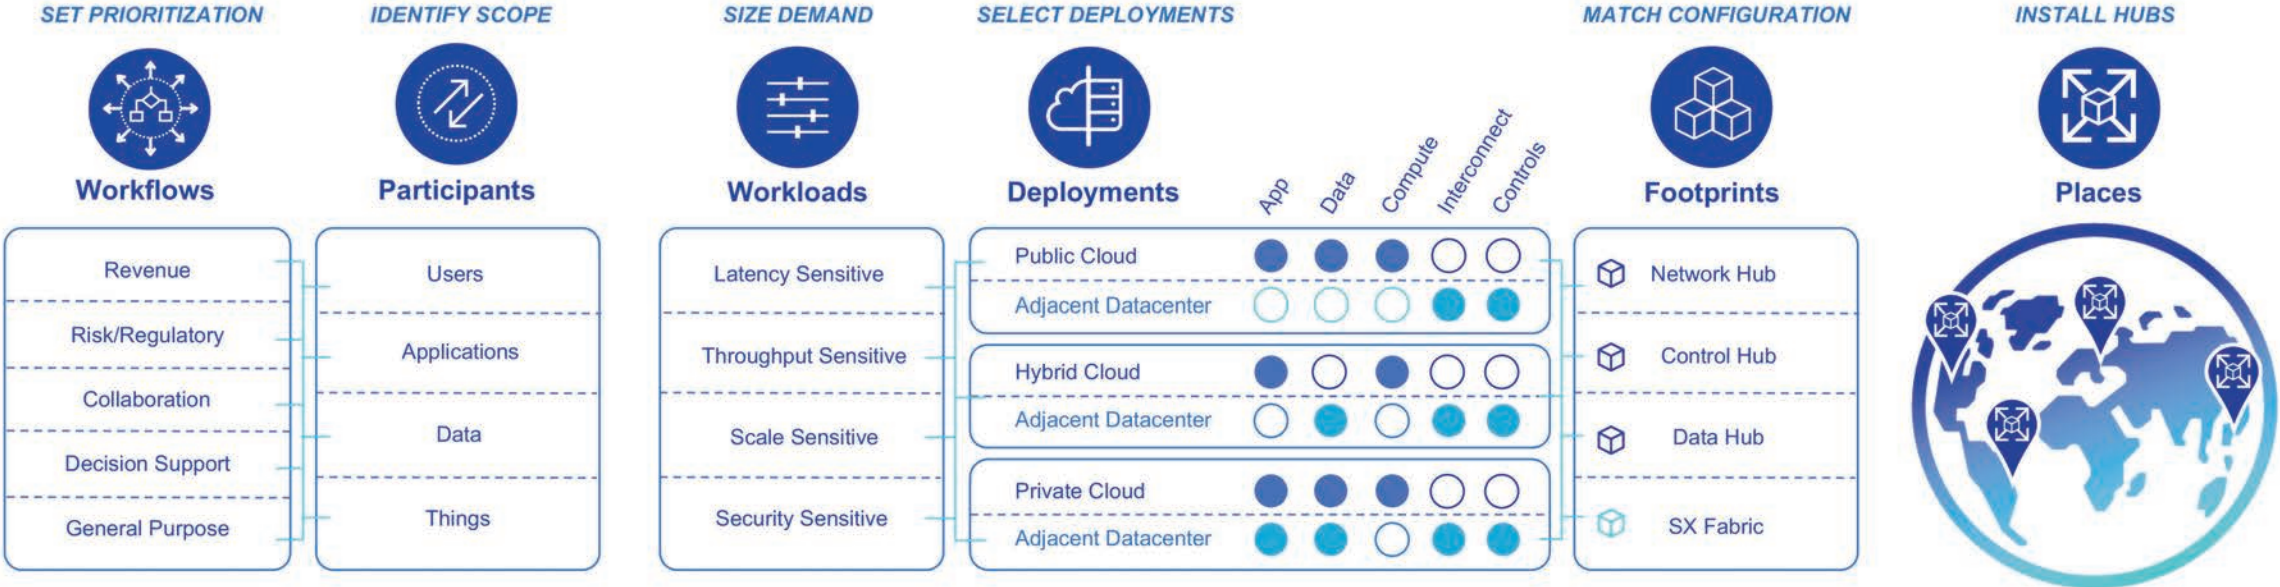 SET PRIORITIZATION
IDENTIFY SCOPE
SIZE DEMAND
SELECT DEPLOYMENTS
MATCH CONFIGURATION
INSTALL HUBS
Workflows
Participants
Workloads
Deployments
App
Data
Compute
Interconnect
Controls
Footprints
Places
Revenue
Risk/Regulatory
Collaboration
Decision Support
General Purpose
Users
Applications
Data
Things
Latency Sensitive
Throughput Sensitive
Scale Sensitive
Security Sensitive
Public Cloud
Adjacent Datacenter
Hybrid Cloud
Adjacent Datacenter
Private Cloud
Adjacent Datacenter
Network Hub
Control Hub
Data Hub
SX Fabric